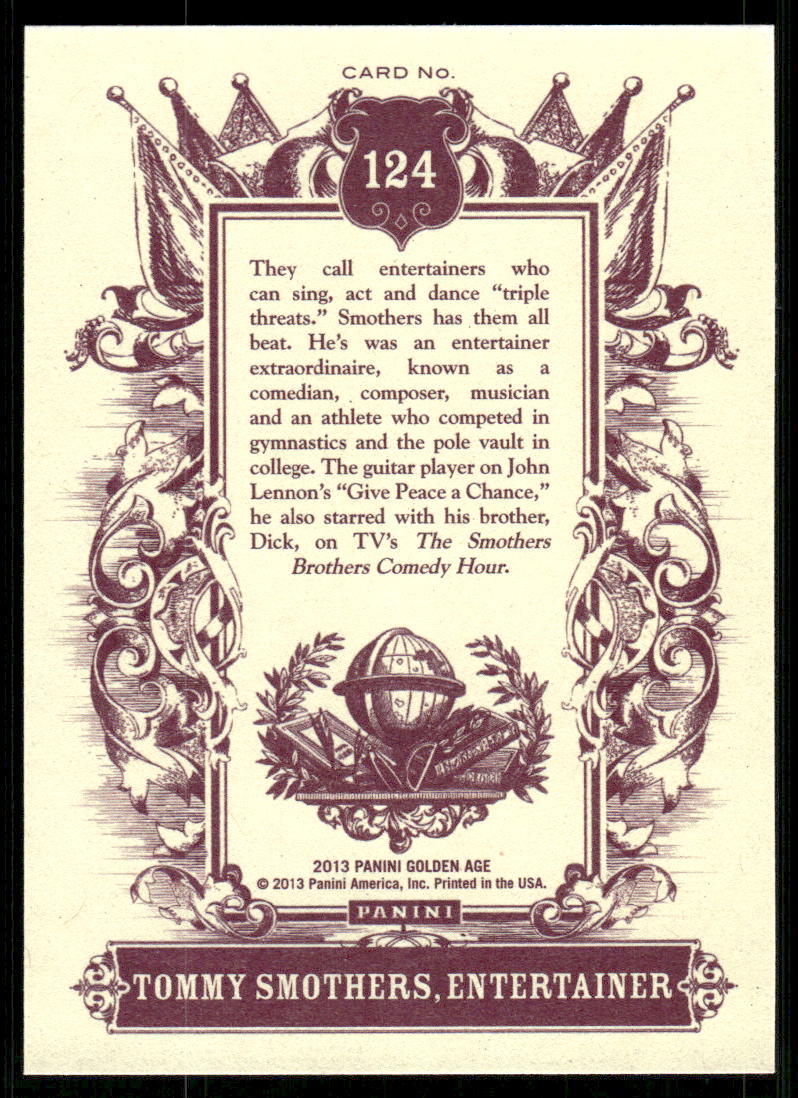 CARD No.
124
They call entertainers who
can sing, act and dance “triple
threats.” Smothers has them all
beat. He’s was an entertainer
extraordinaire, known as a
comedian, composer, musician
and an athlete who competed in
gymnastics and the pole vault in
college. The guitar player on John
Lennon’s “Give Peace a Chance,”
he also starred with his brother,
Dick, on TV’s The Smothers
Brothers Comedy Hour.
2013 PANINI GOLDEN AGE
© 2013 Panini America, Inc. Printed in the USA.
PANINI
TOMMY SMOTHERS, ENTERTAINER